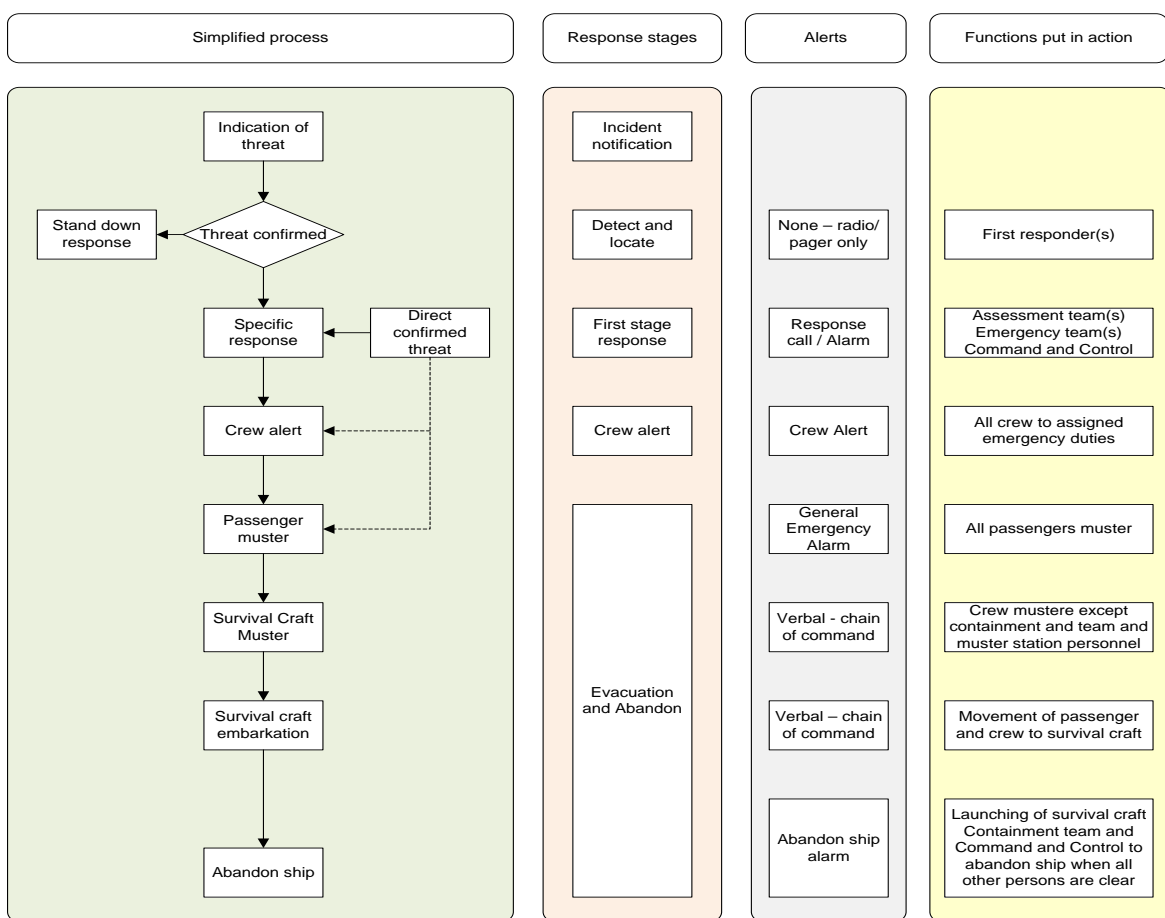 Simplified process
Response stages
Alerts
Functions put in action
Indication of
threat
Incident
notification
Stand down
response
Threat confirmed
Detect and
locate
None – radio/
pager only
First responder(s)
Specific
response
Direct
confirmed
threat
First stage
response
Response
call / Alarm
Assessment team(s)
Emergency team(s)
Command and Control
Crew alert
Crew alert
Crew Alert
All crew to assigned
emergency duties
Passenger
muster
General
Emergency
Alarm
All passengers muster
Survival Craft
Muster
Verbal - chain
of command
Crew mustere except
containment and team and
muster station personnel
Evacuation
and Abandon
Survival craft
embarkation
Verbal – chain
of command
Movement of passenger
and crew to survival craft
Abandon ship
Abandon ship
alarm
Launching of survival craft
Containment team and
Command and Control to
abandon ship when all
other persons are clear